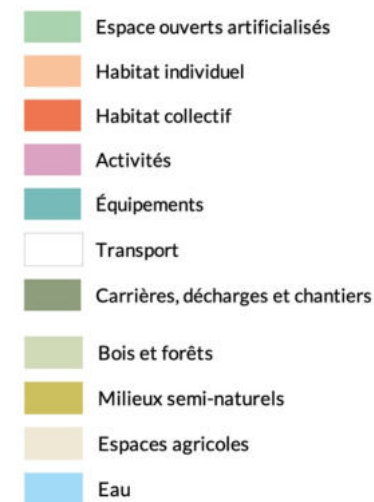 Espace ouverts artificialisés
Habitat individuel
Habitat collectif
Activités
Équipements
Transport
Carrières, décharges et chantiers
Bois et forêts
Milieux semi-naturels
Espaces agricoles
Eau